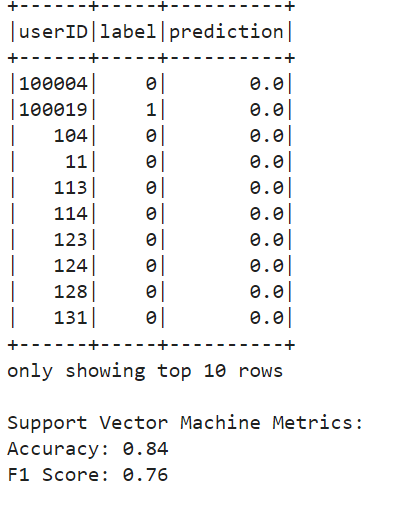 +------+-----+----------+
|userID|label|prediction|
+------+-----+----------+
|100004|    0|       0.0|
|100019|    1|       0.0|
|   104|    0|       0.0|
|    11|    0|       0.0|
|   113|    0|       0.0|
|   114|    0|       0.0|
|   123|    0|       0.0|
|   124|    0|       0.0|
|   128|    0|       0.0|
|   131|    0|       0.0|
+------+-----+----------+
only showing top 10 rows
Support Vector Machine Metrics:
Accuracy: 0.84
F1 Score: 0.76